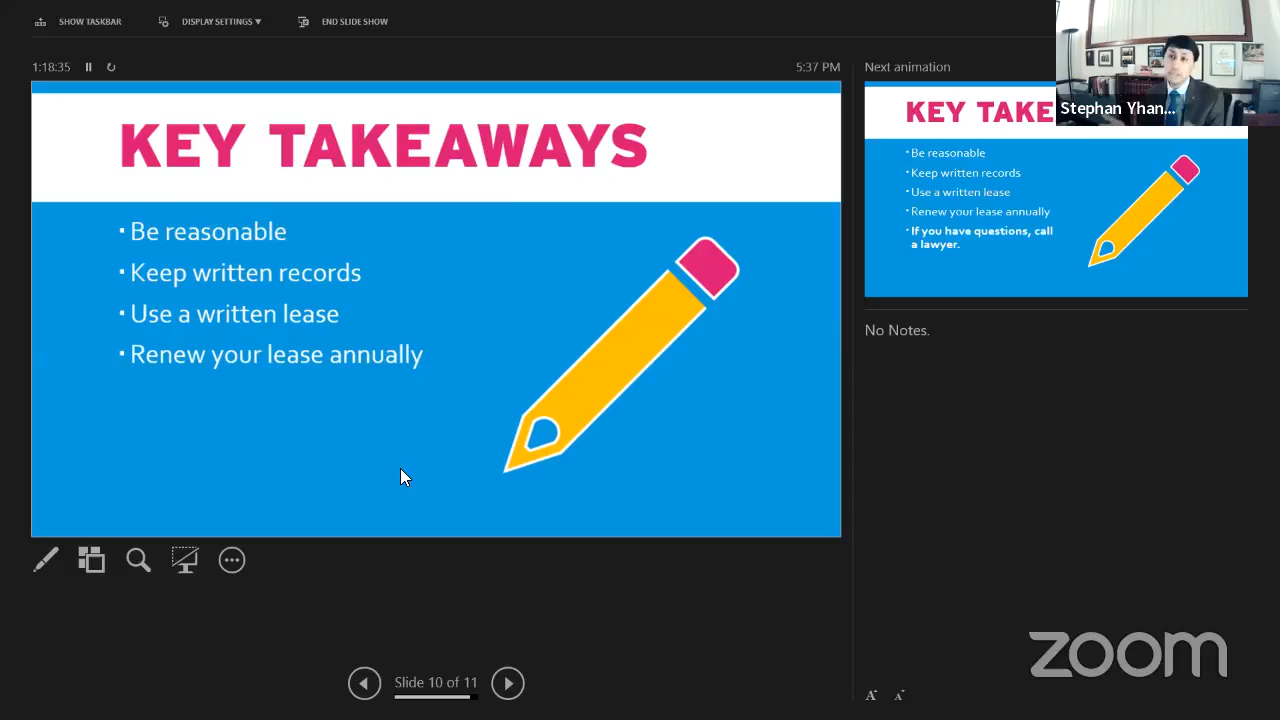 SHOW TASKBAR
DISPLAY SETTINGS ▼
END SLIDE SHOW
1:18:35
5:37 PM
KEY TAKEAWAYS
· Be reasonable
· Keep written records
· Use a written lease
· Renew your lease annually
Slide 10 of 11
Next animation
Stephan Yhan...
KEY TAKE
· Be reasonable
· Keep written records
· Use a written lease
· Renew your lease annually
· If you have questions, call
a lawyer.
No Notes.
zoom
A A